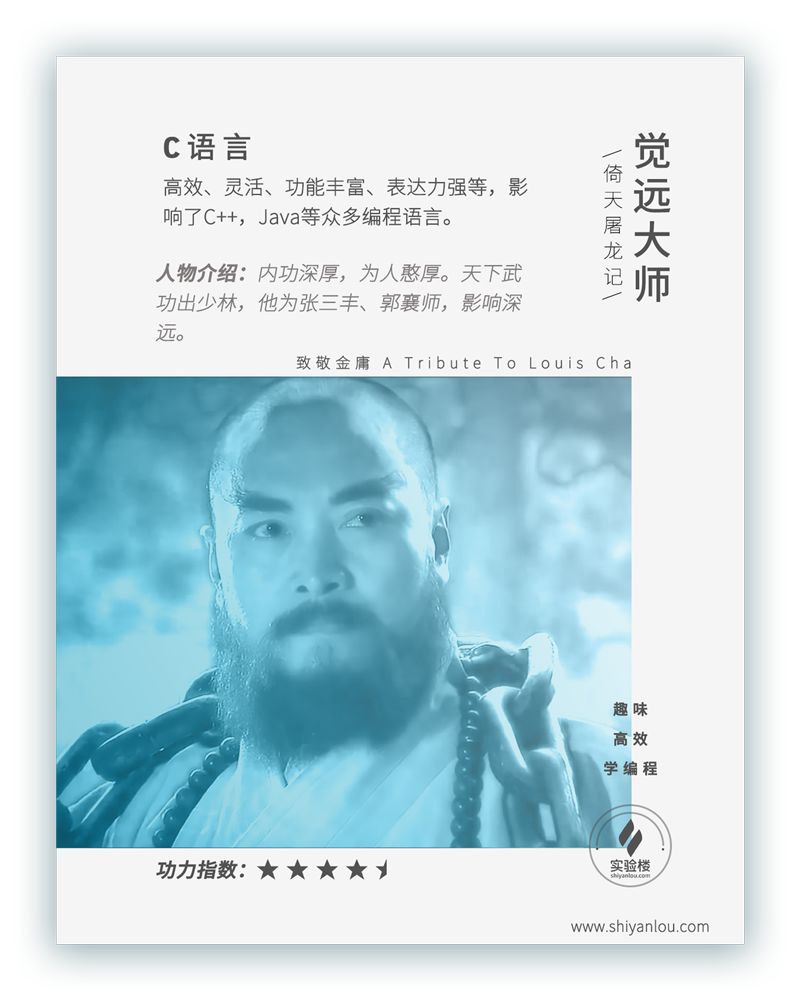 C语言
高效、灵活、功能丰富、表达力强等，影
响了C++，Java等众多编程语言。
人物介绍：内功深厚，为人憨厚。天下武
功出少林，他为张三丰、郭襄师，影响深
远。
觉远大师
/倚天屠龙记/
致敬金庸 A Tribute To Louis Cha
趣味
高效
学编程
实验楼
shiyanlou.com
功力指数：★★★★
www.shiyanlou.com